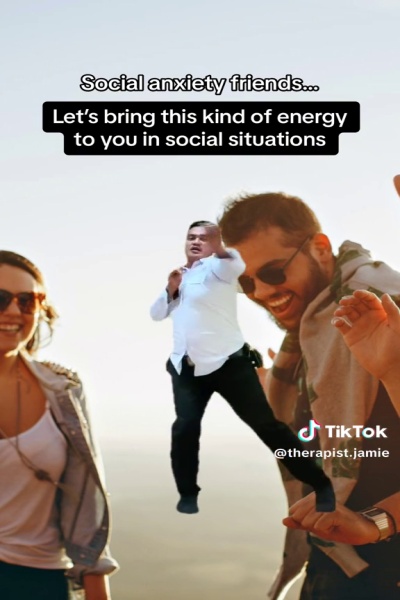 Social anxiety friends...
Let's bring this kind of energy
to you in social situations
TikTok
@therapist.jamie